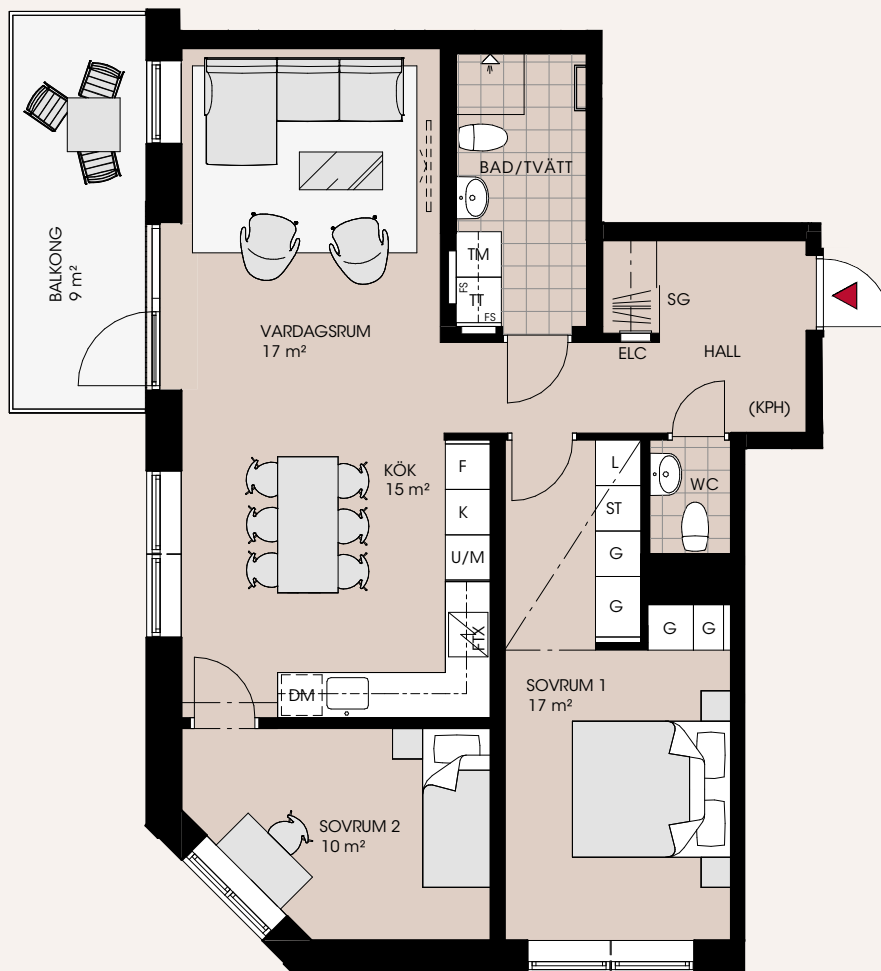 BAD/TVÄTT
BALKONG
9 m²
TM
FS
TT
FS
SG
VARDAGSRUM
17 m²
ELC
HALL
(KPH)
KÖK
15 m²
F
K
U/M
FTX
L
ST
G
G
WC
G
G
DM
SOVRUM 1
17 m²
SOVRUM 2
10 m²